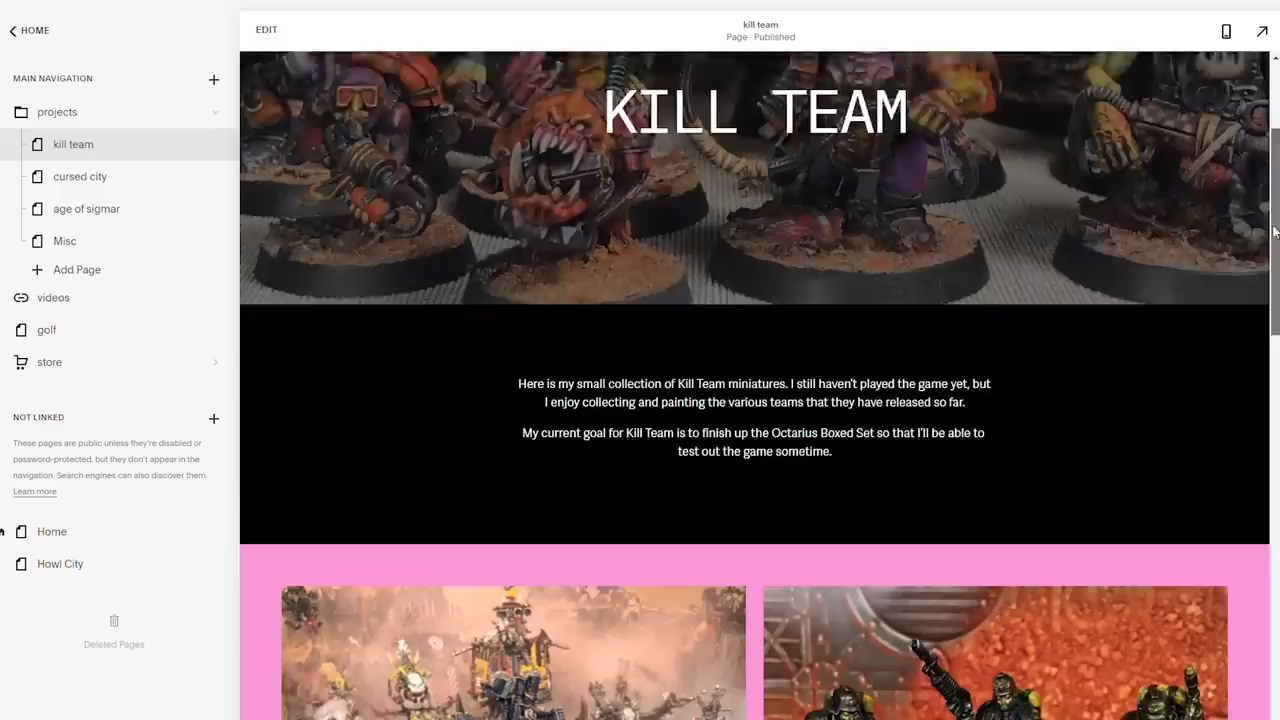 HOME
MAIN NAVIGATION
projects
kill team
cursed city
age of sigmar
Misc
Add Page
videos
golf
store
NOT LINKED
These pages are public unless they're disabled or
password-protected, but they don't appear in the
navigation. Search engines can also discover them.
Learn more
Home
Howl City
Deleted Pages
EDIT
kill team
Page · Published
KILL TEAM
Here is my small collection of Kill Team miniatures. I still haven't played the game yet, but
I enjoy collecting and painting the various teams that they have released so far.
My current goal for Kill Team is to finish up the Octarius Boxed Set so that I'll be able to
test out the game sometime.